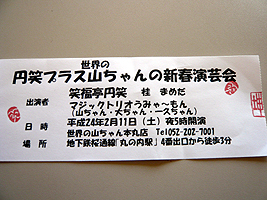 世界の
円笑プラス山ちゃんの新春演芸会
出演者 笑福亭円笑 桂 まめだ
マジックトリオうみゃ~もん
(山ちゃん・大ちゃん・一スちゃん)
日時 平成24年2月11日(土)夜5時開演
場所 世界の山ちゃん本丸店 Tel052-202-7001
地下鉄桜通線「丸の内駅」4番出口から徒歩3分